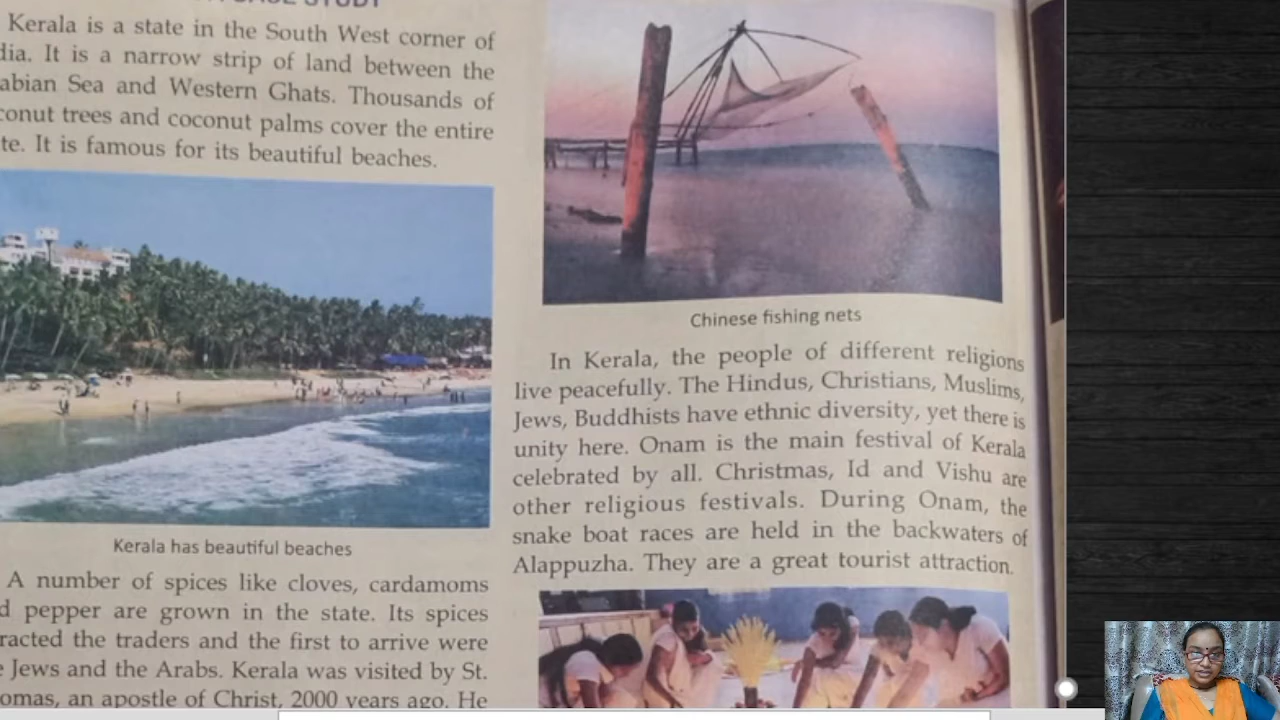 CASE STUDY
Kerala is a state in the South West corner of
dia. It is a narrow strip of land between the
abian Sea and Western Ghats. Thousands of
conut trees and coconut palms cover the entire
te. It is famous for its beautiful beaches.
Kerala has beautiful beaches
A number of spices like cloves, cardamoms
d pepper are grown in the state. Its spices
racted the traders and the first to arrive were
e Jews and the Arabs. Kerala was visited by St.
omas, an apostle of Christ, 2000 years ago. He
Chinese fishing nets
In Kerala, the people of different religions
live peacefully. The Hindus, Christians, Muslims,
Jews, Buddhists have ethnic diversity, yet there is
unity here. Onam is the main festival of Kerala
celebrated by all. Christmas, Id and Vishu are
other religious festivals. During Onam, the
snake boat races are held in the backwaters of
Alappuzha. They are a great tourist attraction.